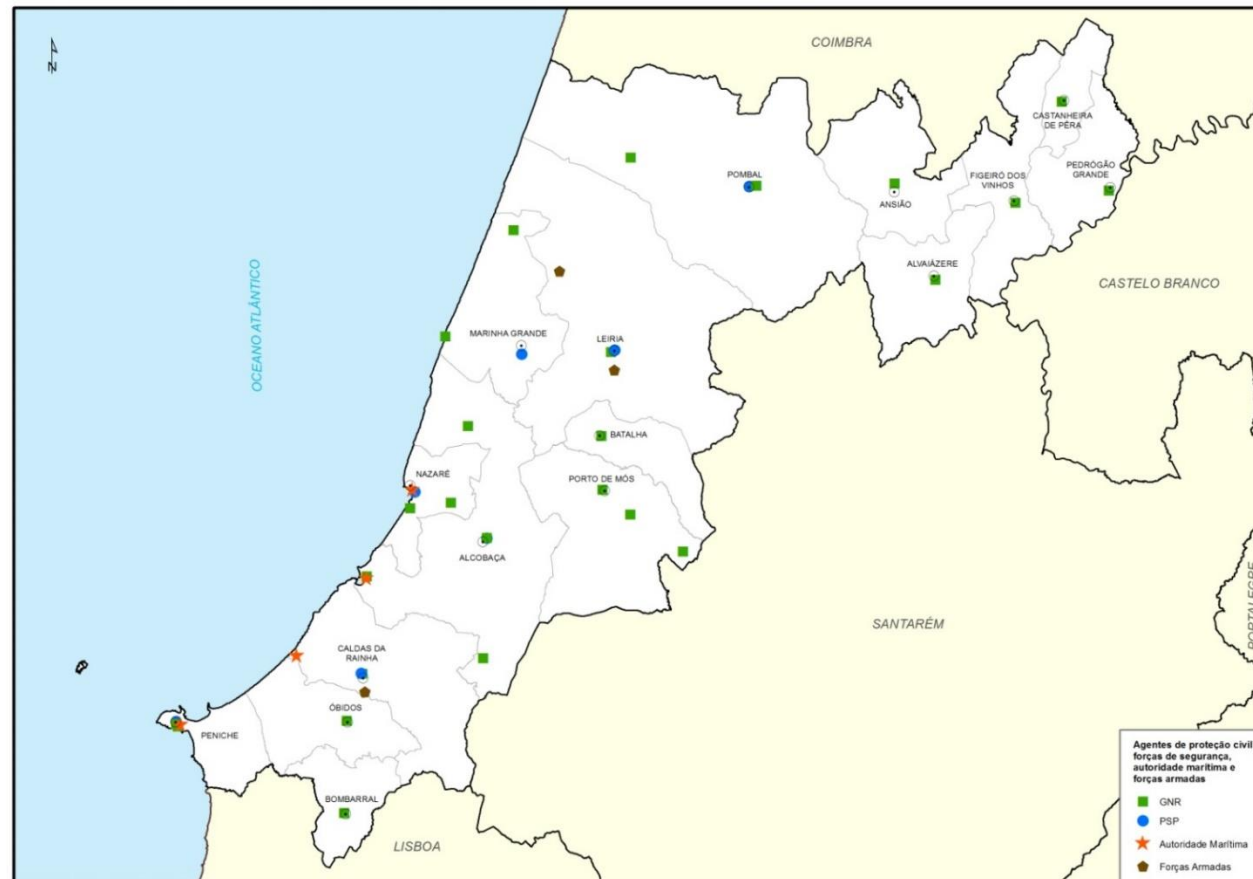 N
COIMBRA
CASTANHEIRA
DE PÊRA
POMBAL
ANSIÃO
FIGEIRÓ DOS
VINHOS
PEDRÓGÃO
GRANDE
ALVAIÁZERE
CASTELO BRANCO
OCEANO ATLÂNTICO
MARINHA GRANDE
LEIRIA
BATALHA
NAZARÉ
PORTO DE MÓS
ALCOBAÇA
PORTALEGRE
SANTARÉM
CALDAS DA
RAINHA
ÓBIDOS
PENICHE
BOMBARRAL
LISBOA
Agentes de proteção civil
forças de segurança,
autoridade marítima e
forças armadas
GNR
PSP
Autoridade Marítima
Forças Armadas